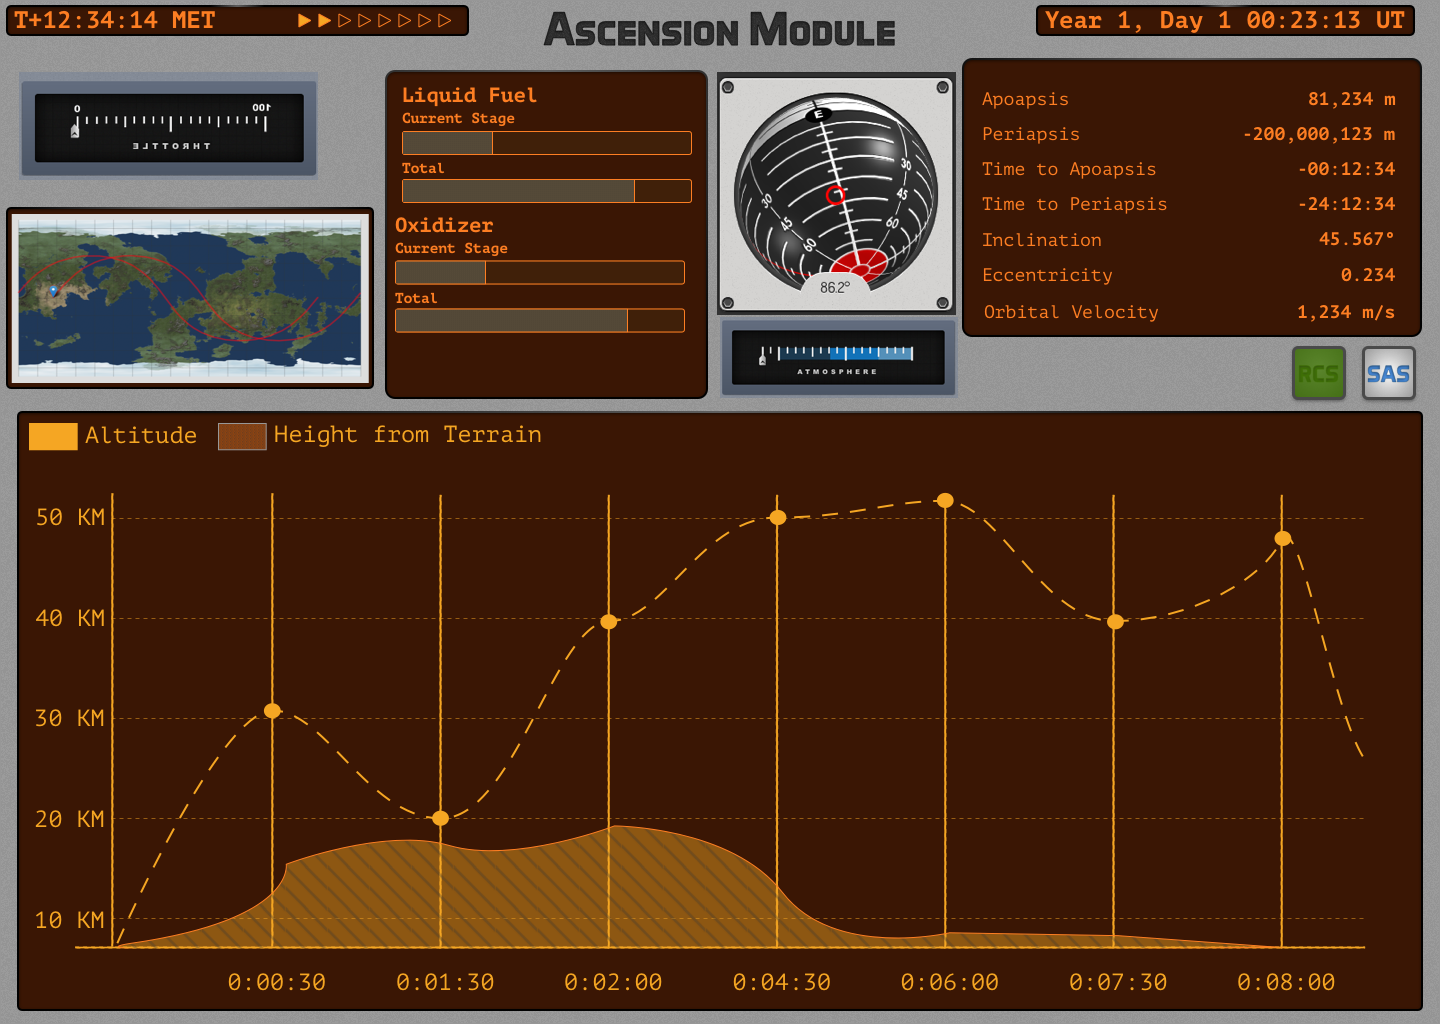 T+12:34:14 MET
ASCENSION MODULE
Year 1, Day 1 00:23:13 UT
0 100
THROTTLE
Liquid Fuel
Current Stage
Total
Oxidizer
Current Stage
Total
E
30
45
60
30
45
60
86.2°
ATMOSPHERE
Apoapsis 81,234 m
Periapsis -200,000,123 m
Time to Apoapsis -00:12:34
Time to Periapsis -24:12:34
Inclination 45.567°
Eccentricity 0.234
Orbital Velocity 1,234 m/s
RCS SAS
Altitude Height from Terrain
50 KM
40 KM
30 KM
20 KM
10 KM
0:00:30 0:01:30 0:02:00 0:04:30 0:06:00 0:07:30 0:08:00